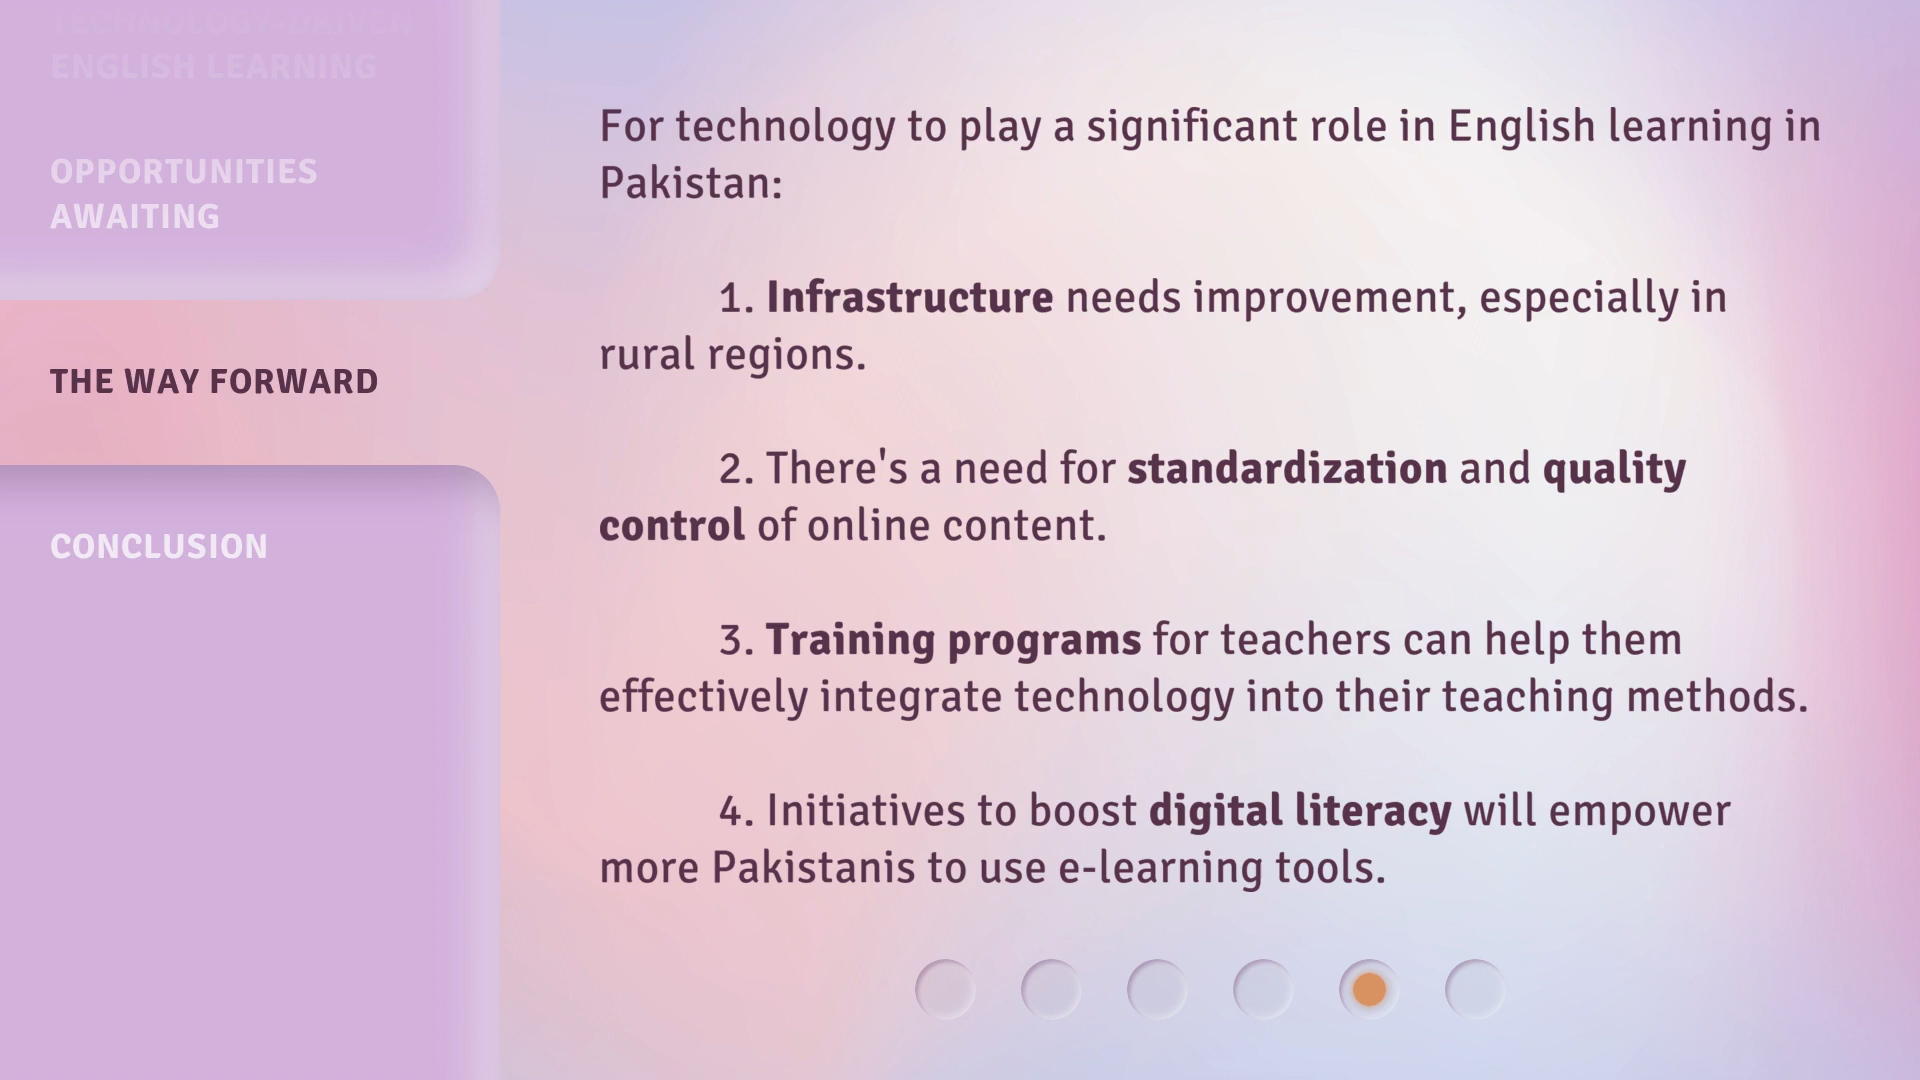 TECHNOLOGY-DRIVEN
ENGLISH LEARNING
OPPORTUNITIES
AWAITING
THE WAY FORWARD
CONCLUSION
For technology to play a significant role in English learning in
Pakistan:
1. Infrastructure needs improvement, especially in
rural regions.
2. There's a need for standardization and quality
control of online content.
3. Training programs for teachers can help them
effectively integrate technology into their teaching methods.
4. Initiatives to boost digital literacy will empower
more Pakistanis to use e-learning tools.